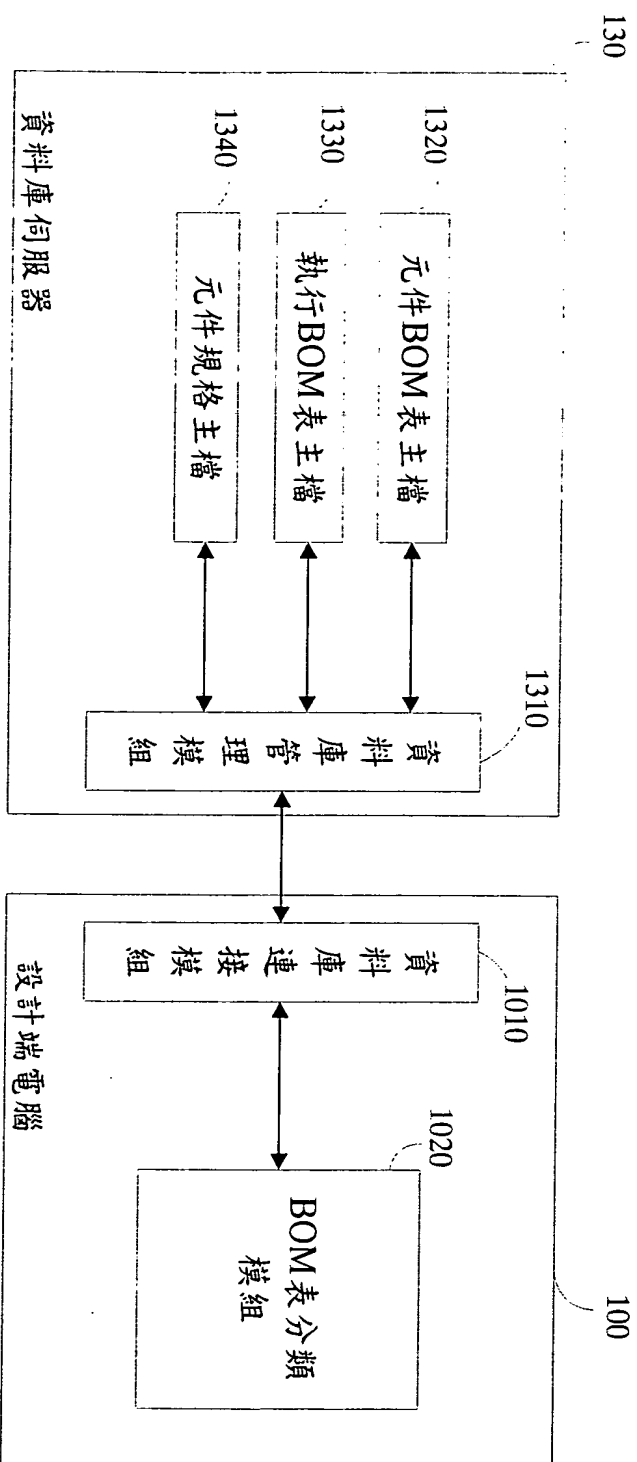 130
1320
元件BOM表主檔
1330
執行BOM表主檔
1340
元件規格主檔
1310
資料庫管理模組
資料庫伺服器
100
1010
資料庫連接模組
1020
BOM表分類
模組
設計端電腦